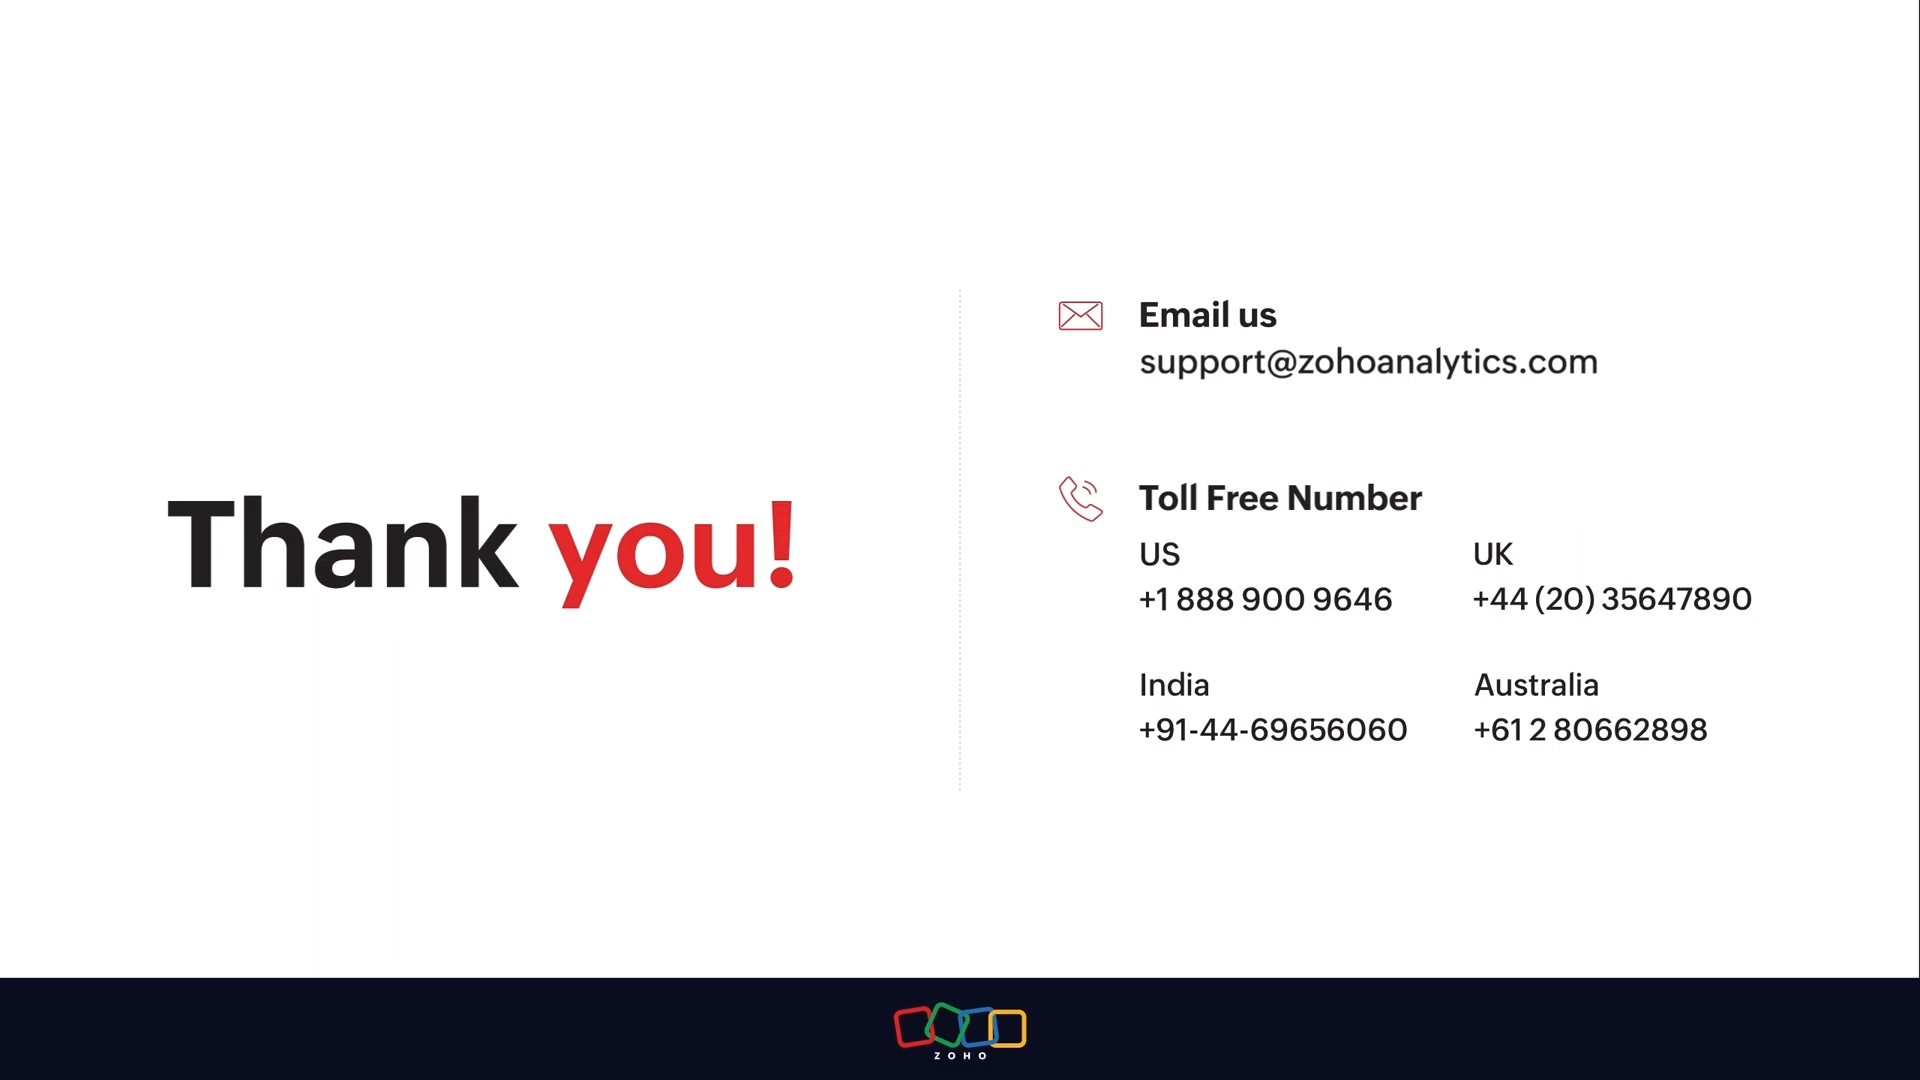 Thank you!
Email us
support@zohoanalytics.com
Toll Free Number
US
+1 888 900 9646
UK
+44 (20) 35647890
India
+91-44-69656060
Australia
+61 2 80662898
ZOHO